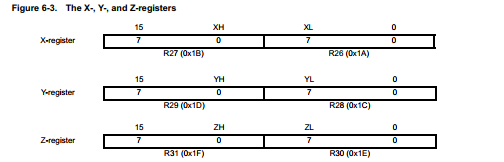 Figure 6-3. The X-, Y-, and Z-registers
15 XH XL 0
X-register 7 0 7 0
R27 (0x1B) R26 (0x1A)
15 YH YL 0
Y-register 7 0 7 0
R29 (0x1D) R28 (0x1C)
15 ZH ZL 0
Z-register 7 0 7 0
R31 (0x1F) R30 (0x1E)